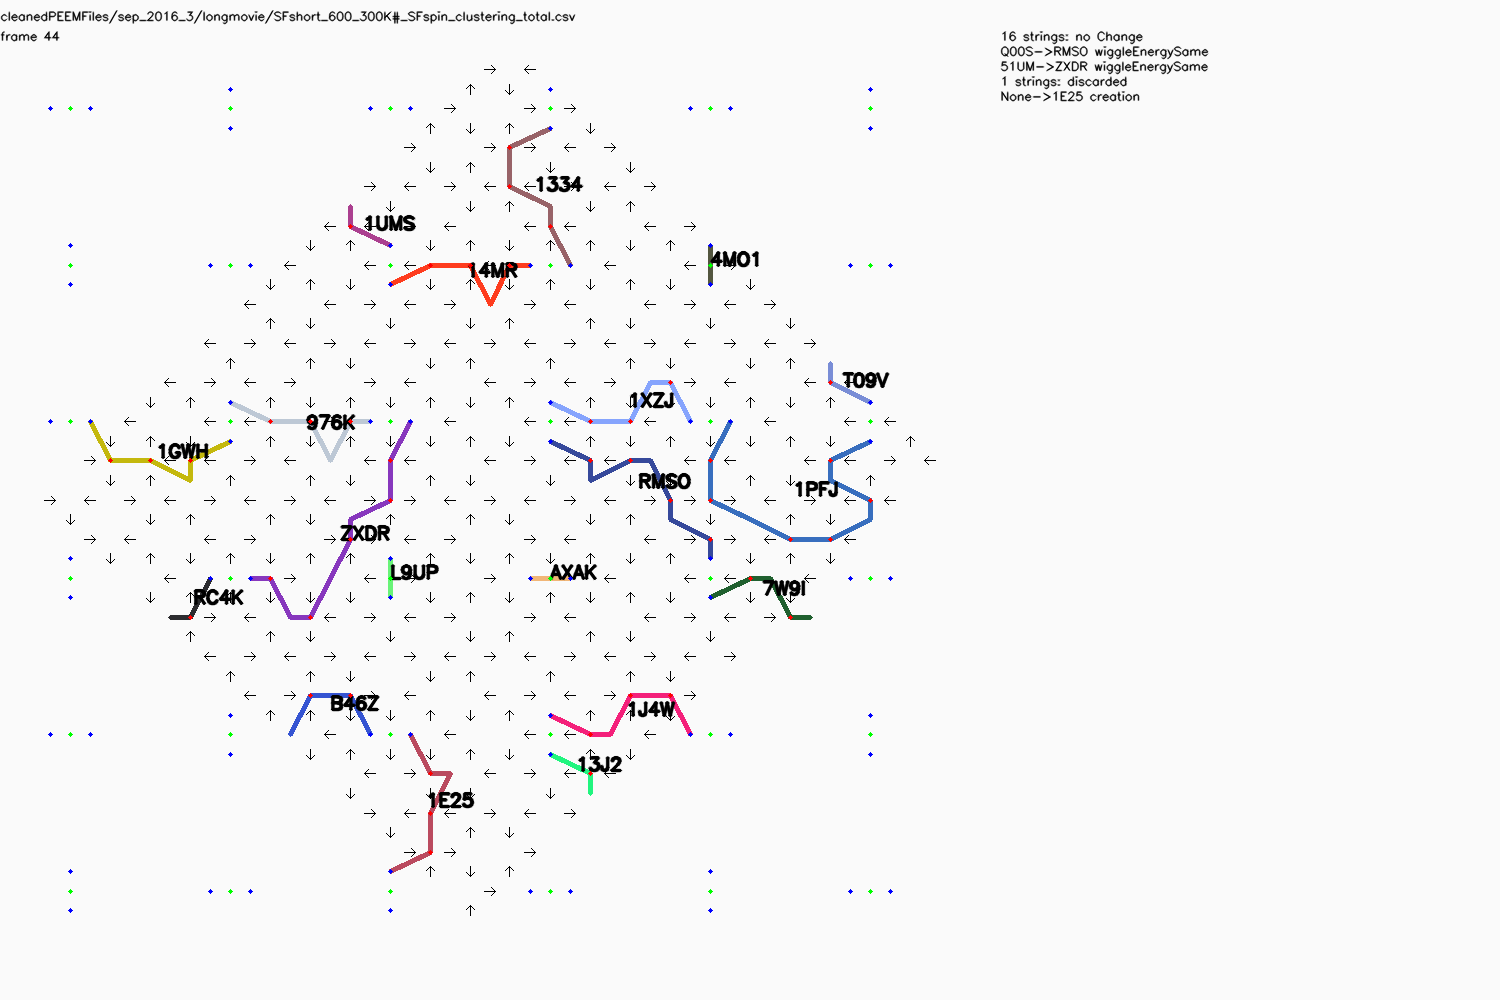 cleanedPEEMFiles/sep_2016_3/longmovie/SFshort_600_300K#_SFspin_clustering_total.csv
frame 44
16 strings: no Change
Q00S->RMSO wiggleEnergySame
51UM->ZXDR wiggleEnergySame
1 strings: discarded
None->1E25 creation
1334
1UMS
4MO1
14MR
T09V
1XZJ
976K
1GWH
RMSO
1PFJ
ZXDR
L9UP
AXAK
7W9I
RC4K
B46Z
1J4W
13J2
1E25